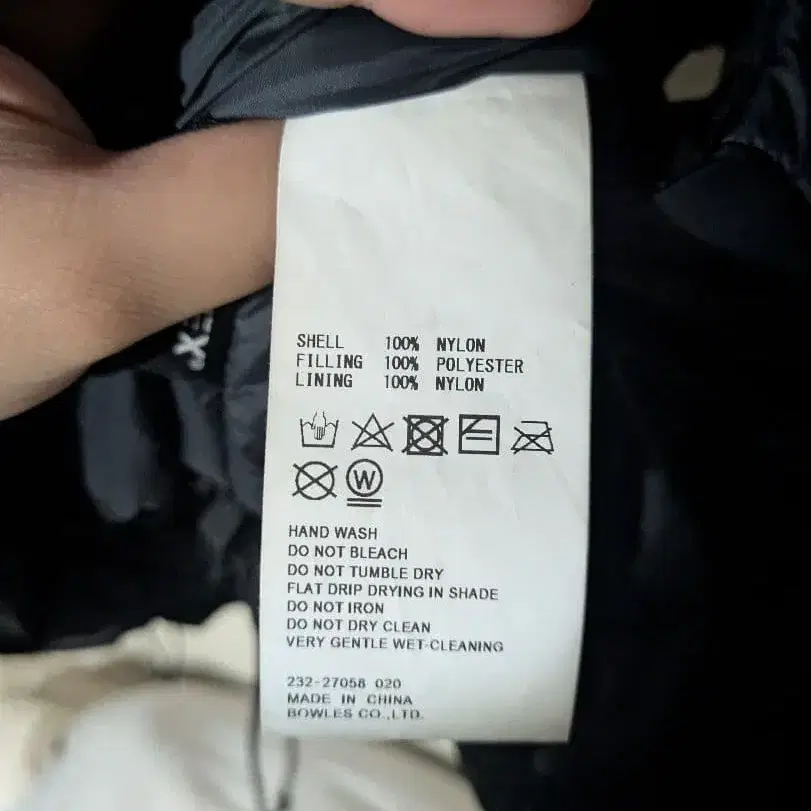 SHELL 100% NYLON
FILLING 100% POLYESTER
LINING 100% NYLON
W
HAND WASH
DO NOT BLEACH
DO NOT TUMBLE DRY
FLAT DRIP DRYING IN SHADE
DO NOT IRON
DO NOT DRY CLEAN
VERY GENTLE WET-CLEANING
232-27058 020
MADE IN CHINA
BOWLES CO.,LTD.